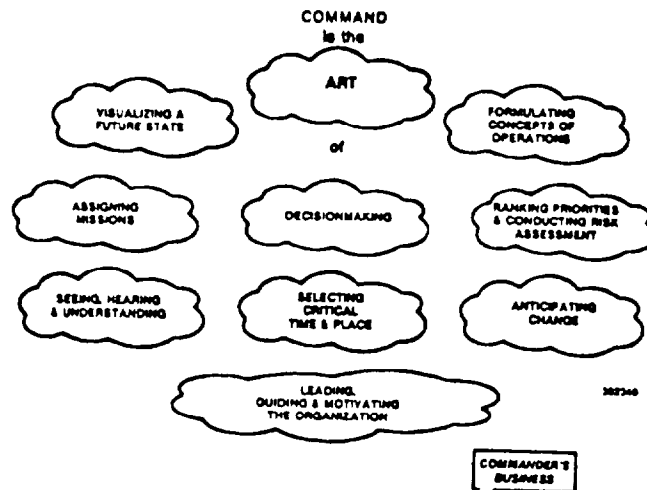 COMMAND
is the
ART
of
VISUALIZING A
FUTURE STATE
FORMULATING
CONCEPTS OF
OPERATIONS
ASSIGNING
MISSIONS
DECISIONMAKING
RANKING PRIORITIES
& CONDUCTING RISK
ASSESSMENT
SEEING, HEARING
& UNDERSTANDING
SELECTING
CRITICAL
TIME & PLACE
ANTICIPATING
CHANGE
LEADING,
GUIDING & MOTIVATING
THE ORGANIZATION
COMMANDER'S
BUSINESS